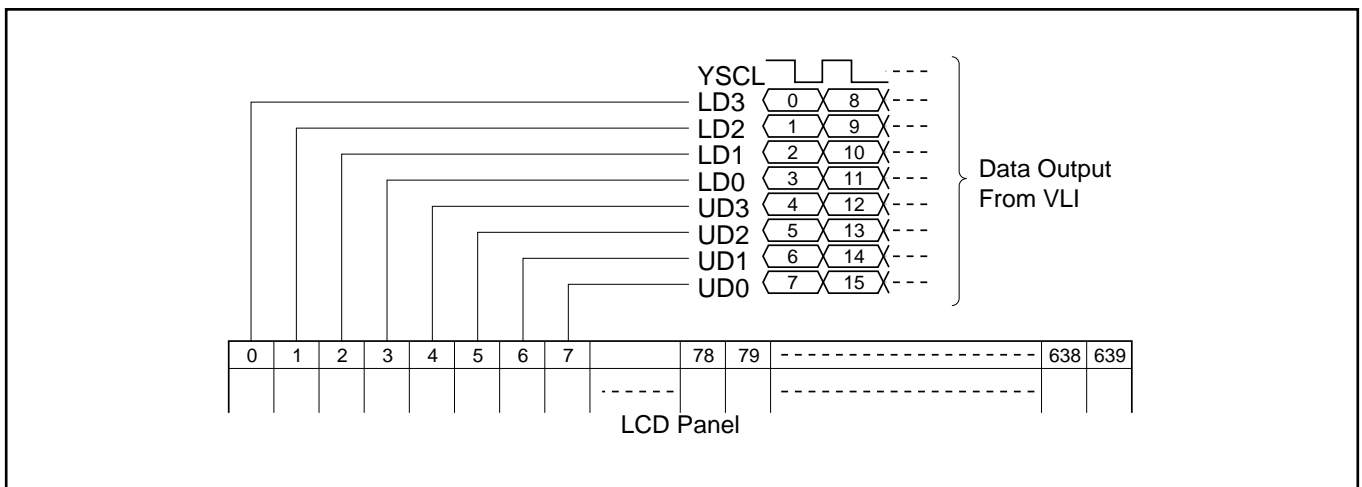 YSCL
LD3 0 8
LD2 1 9
LD1 2 10
LD0 3 11
UD3 4 12
UD2 5 13
UD1 6 14
UD0 7 15
Data Output
From VLI
0 1 2 3 4 5 6 7 78 79 638 639
LCD Panel